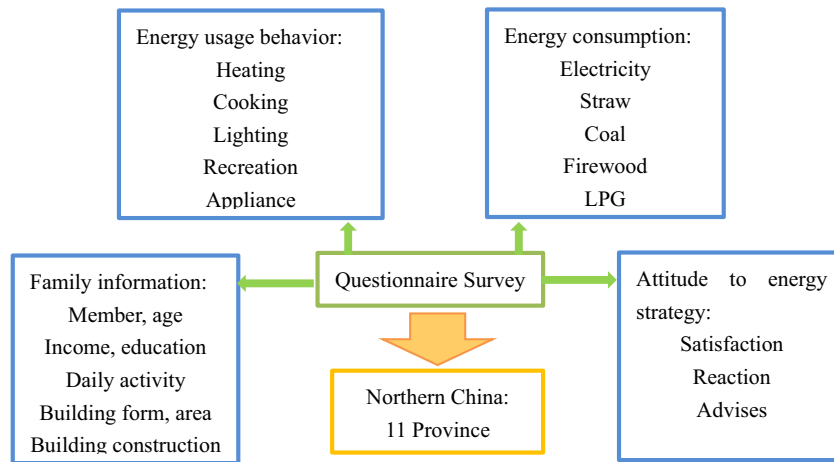 Energy usage behavior:
Heating
Cooking
Lighting
Recreation
Appliance
Energy consumption:
Electricity
Straw
Coal
Firewood
LPG
Family information:
Member, age
Income, education
Daily activity
Building form, area
Building construction
Questionnaire Survey
Attitude to energy
strategy:
Satisfaction
Reaction
Advises
Northern China:
11 Province